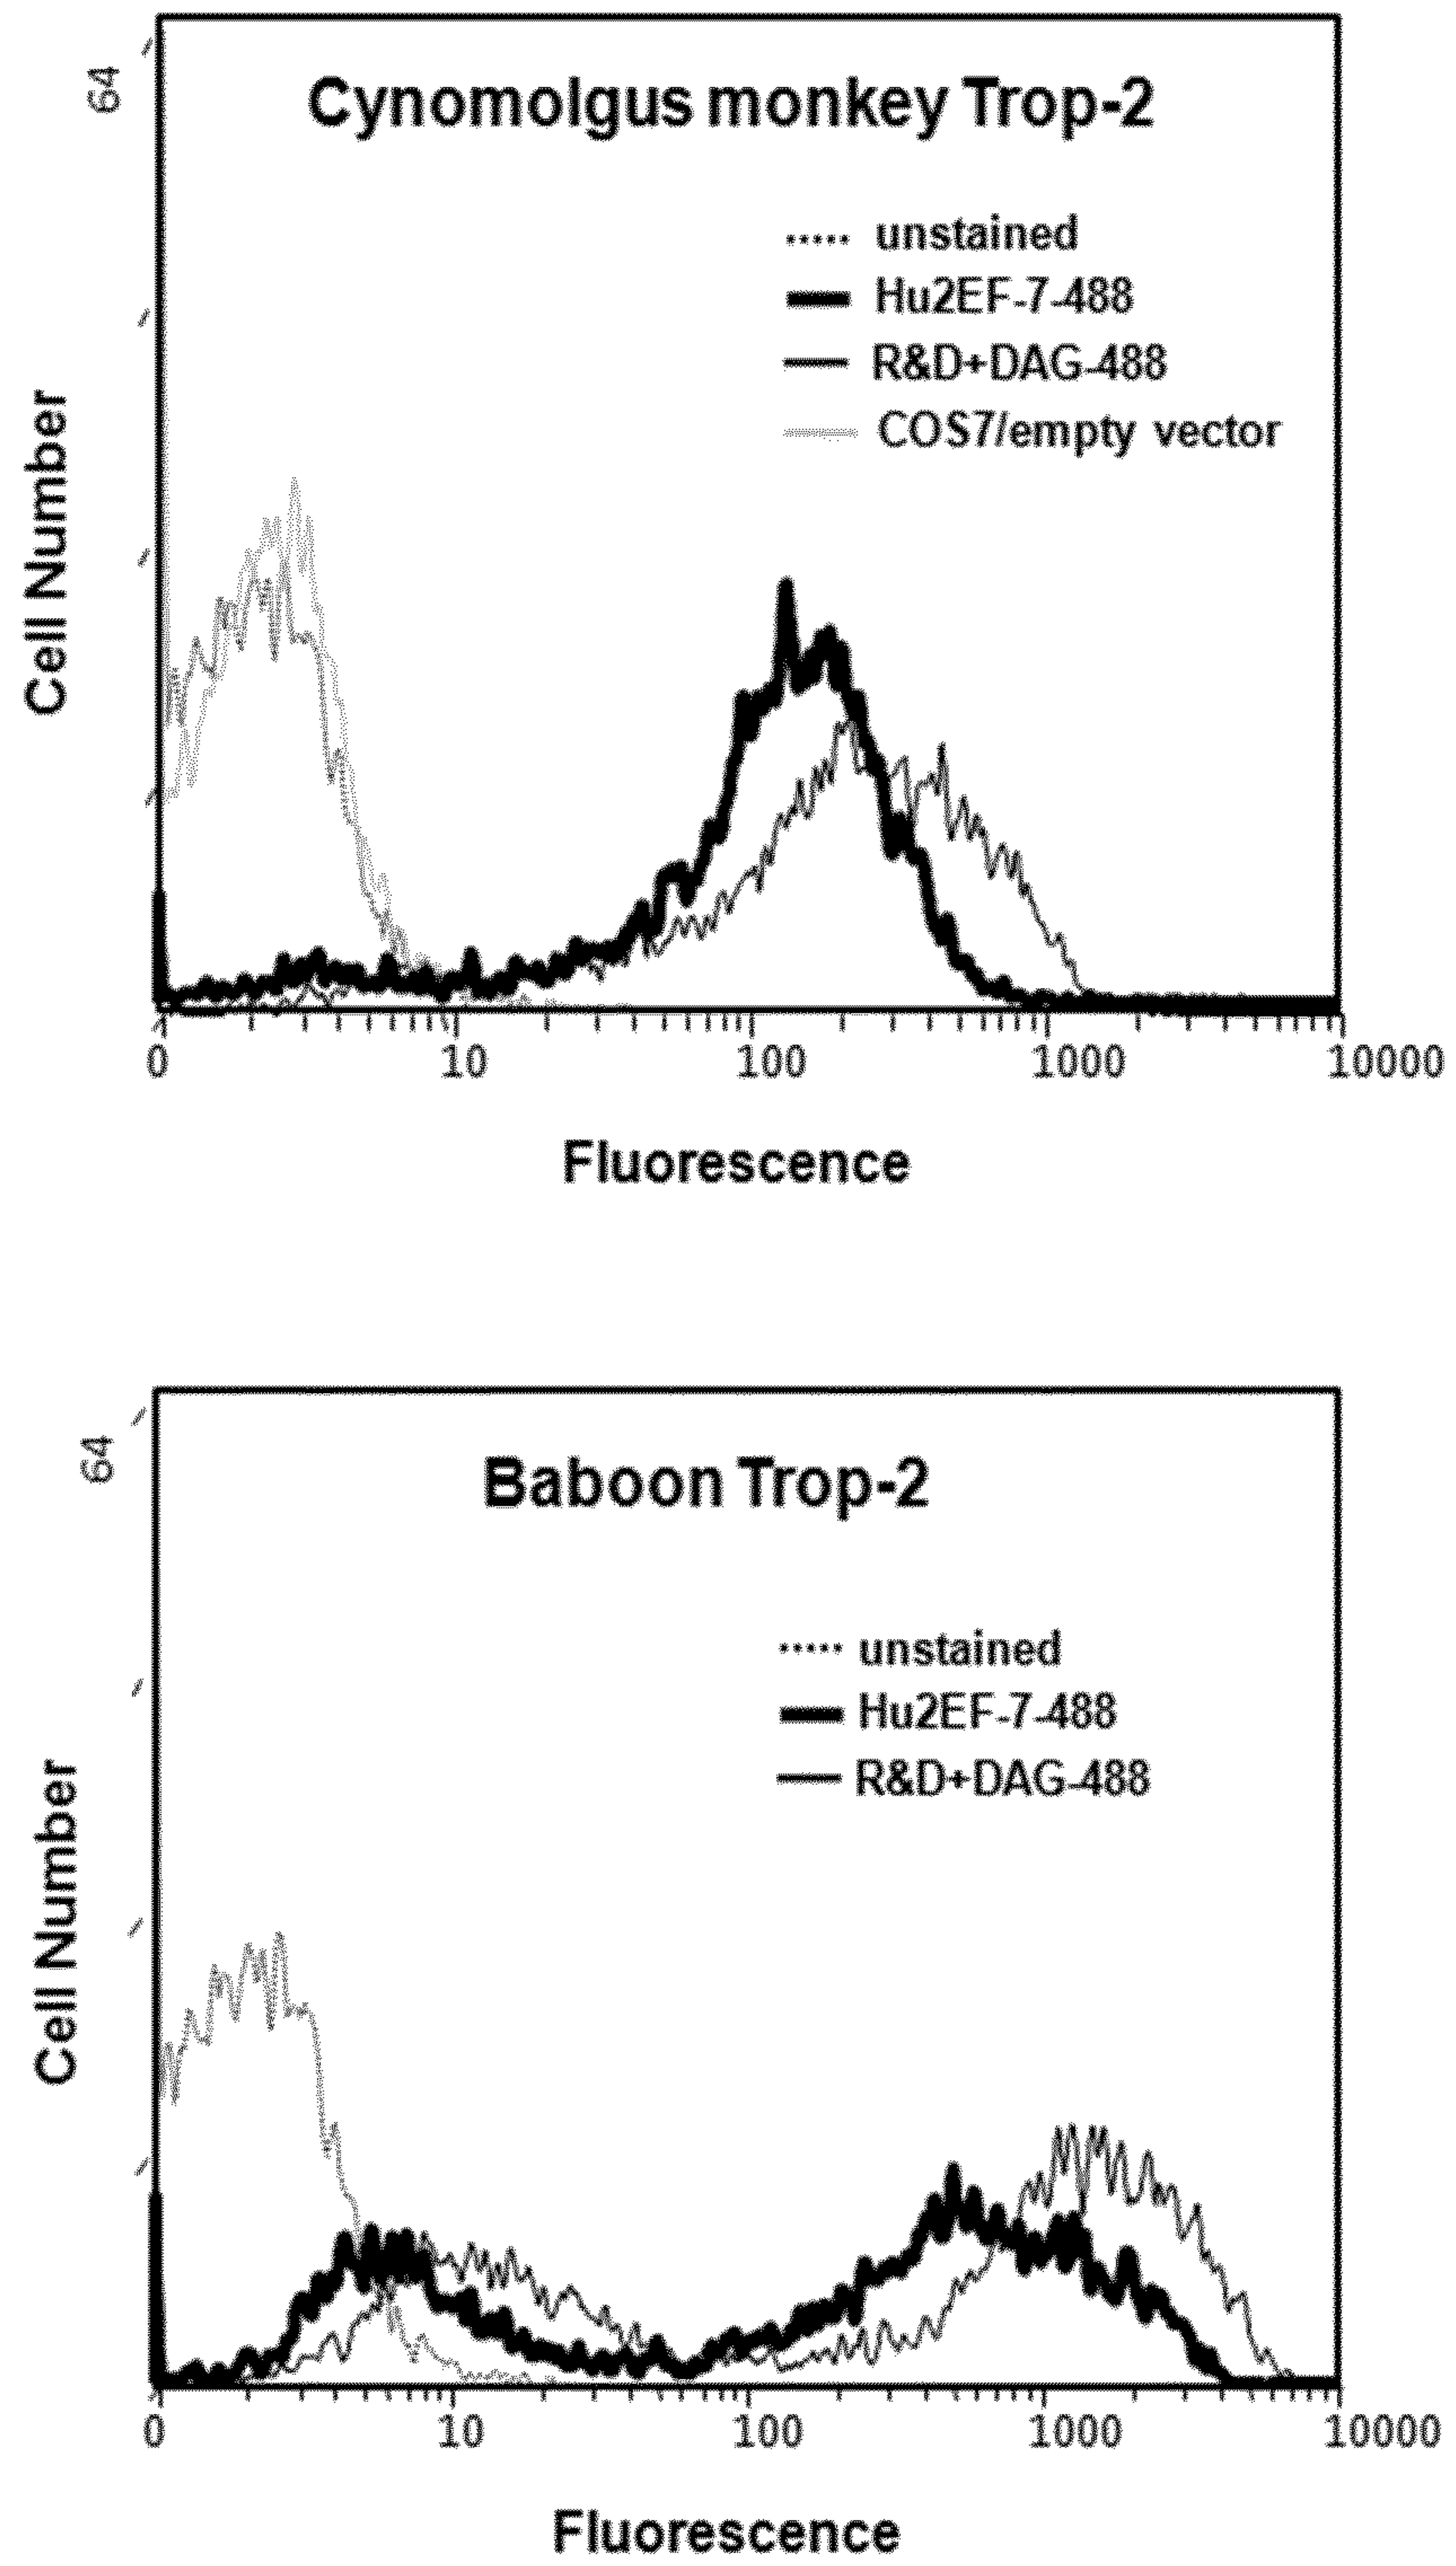 64
Cynomolgus monkey Trop-2
unstained
Hu2EF-7-488
R&D+DAG-488
COS7/empty vector
Cell Number
0 10 100 1000 10000
Fluorescence
64
Baboon Trop-2
unstained
Hu2EF-7-488
R&D+DAG-488
Cell Number
0 10 100 1000 10000
Fluorescence